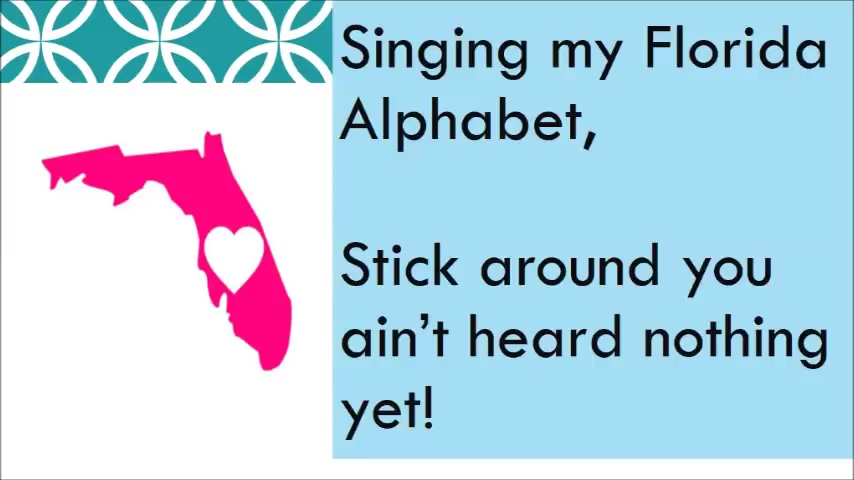 Singing my Florida
Alphabet,
Stick around you
ain't heard nothing
yet!